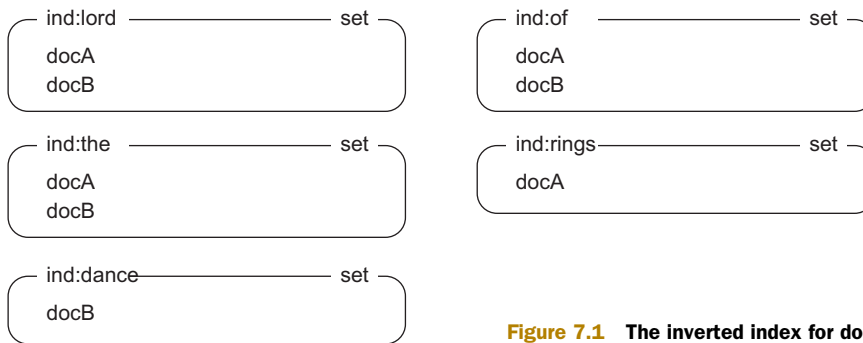 ind:lord set
docA
docB
ind:of set
docA
docB
ind:the set
docA
docB
ind:rings set
docA
ind:dance set
docB
Figure 7.1 The inverted index for do